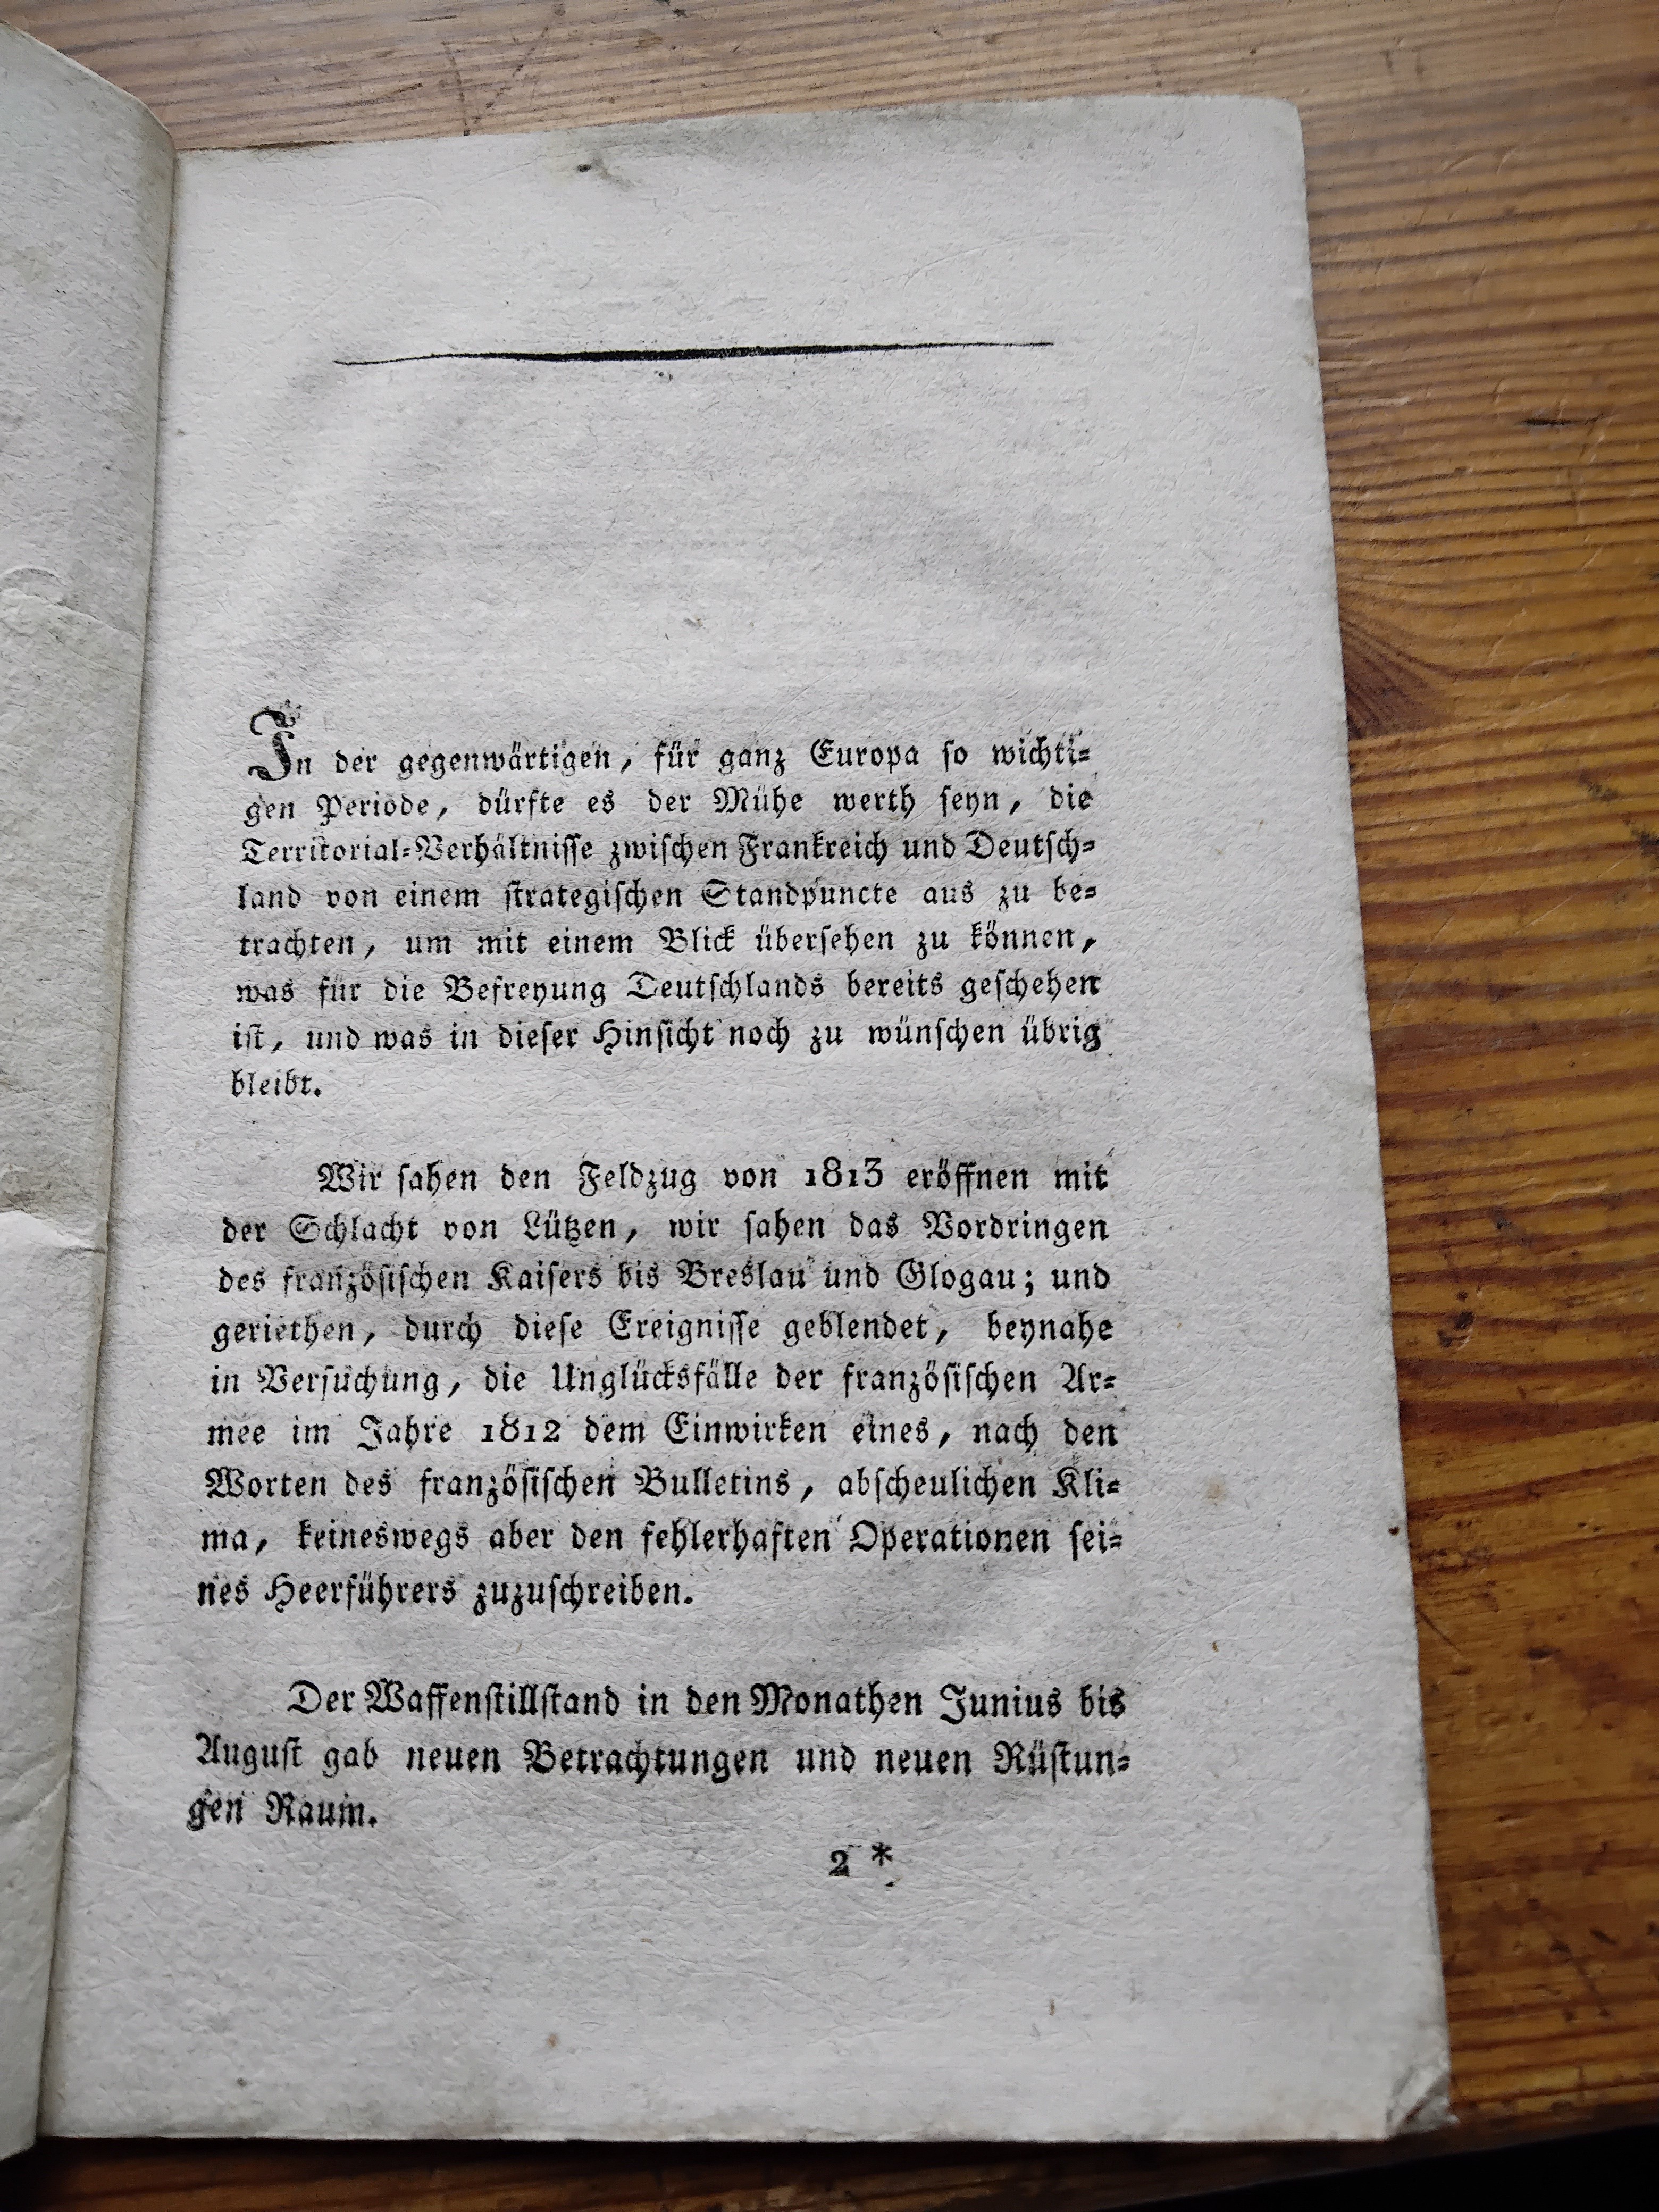 In der gegenwärtigen, für ganz Europa so wichti-
gen Periode, dürfte es der Mühe werth seyn, die
Territorial-Verhältnisse zwischen Frankreich und Deutsch-
land von einem strategischen Standpuncte aus zu be-
trachten, um mit einem Blick übersehen zu können,
was für die Befreyung Deutschlands bereits geschehen
ist, und was in dieser Hinsicht noch zu wünschen übrig
bleibt.
Wir sahen den Feldzug von 1813 eröffnen mit
der Schlacht von Lützen, wir sahen das Vordringen
des französischen Kaisers bis Breslau und Glogau; und
geriethen, durch diese Ereignisse geblendet, beynahe
in Versuchung, die Unglücksfälle der französischen Ar-
mee im Jahre 1812 dem Einwirken eines, nach den
Worten des französischen Bulletins, abscheulichen Kli-
ma, keineswegs aber den fehlerhaften Operationen sei-
nes Heerführers zuzuschreiben.
Der Waffenstillstand in den Monathen Junius bis
August gab neuen Betrachtungen und neuen Rüstun-
gen Raum.
2 *